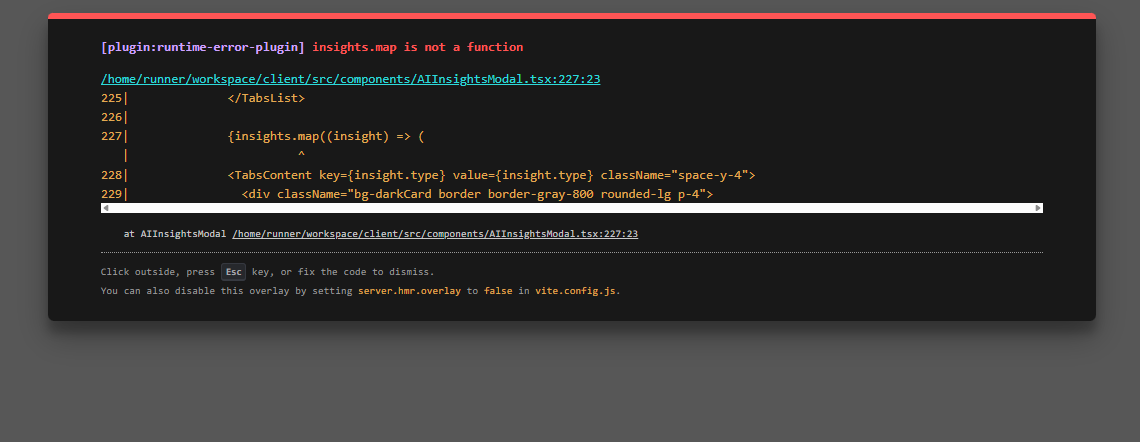 [plugin:runtime-error-plugin] insights.map is not a function
/home/runner/workspace/client/src/components/AIInsightsModal.tsx:227:23
225|             </TabsList>
226|
227|             {insights.map((insight) => (
   |                      ^
228|             <TabsContent key={insight.type} value={insight.type} className="space-y-4">
229|               <div className="bg-darkCard border border-gray-800 rounded-lg p-4">
at AIInsightsModal /home/runner/workspace/client/src/components/AIInsightsModal.tsx:227:23
Click outside, press Esc key, or fix the code to dismiss.
You can also disable this overlay by setting server.hmr.overlay to false in vite.config.js.